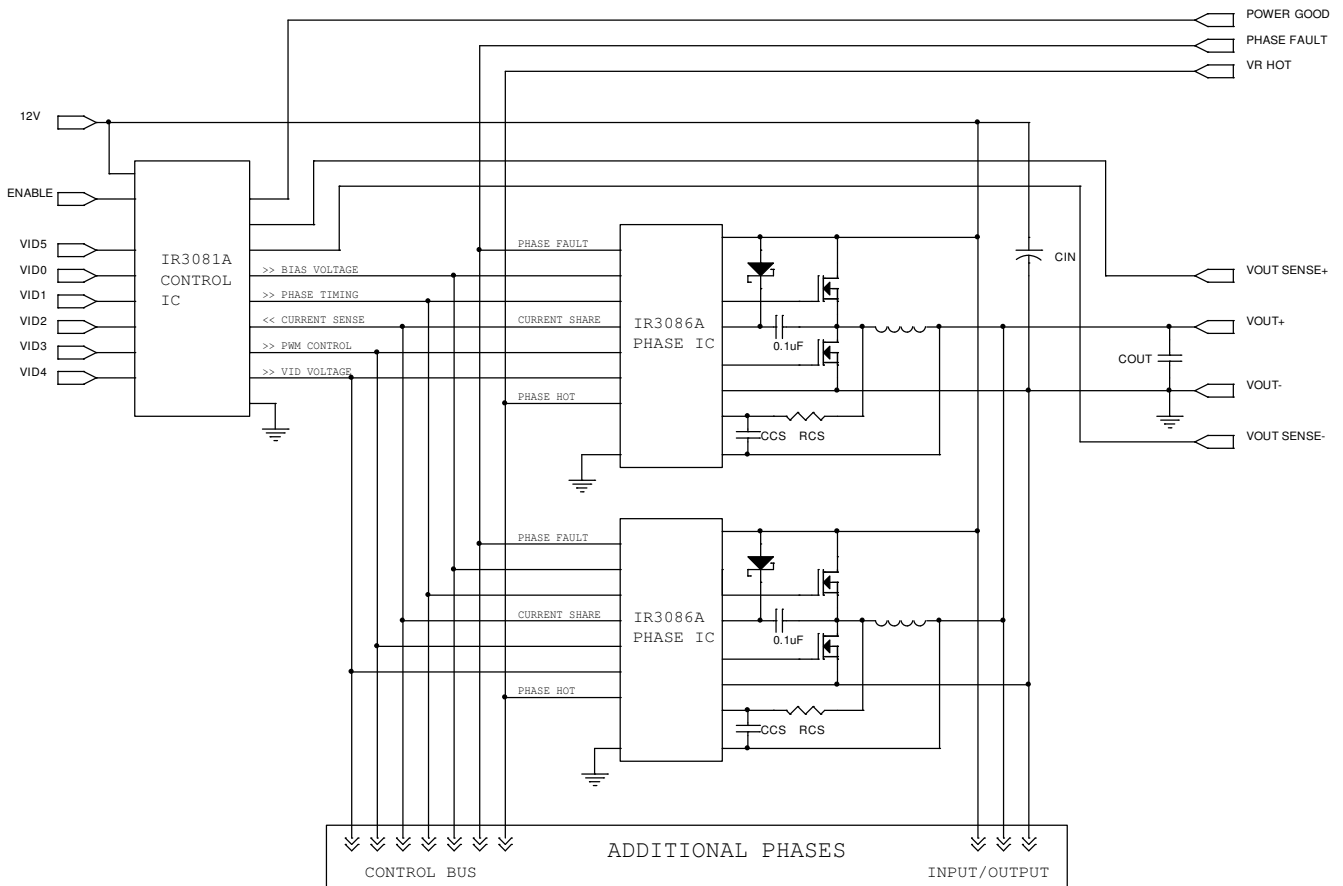 POWER GOOD
PHASE FAULT
VR HOT
12V
ENABLE
VID5
VID0
VID1
VID2
VID3
VID4
IR3081A
CONTROL
IC
>> BIAS VOLTAGE
>> PHASE TIMING
<< CURRENT SENSE
>> PWM CONTROL
>> VID VOLTAGE
PHASE FAULT
CURRENT SHARE
PHASE HOT
IR3086A
PHASE IC
0.1uF
CCS RCS
CIN
COUT
VOUT SENSE+
VOUT+
VOUT-
VOUT SENSE-
PHASE FAULT
CURRENT SHARE
PHASE HOT
IR3086A
PHASE IC
0.1uF
CCS RCS
ADDITIONAL PHASES
CONTROL BUS
INPUT/OUTPUT